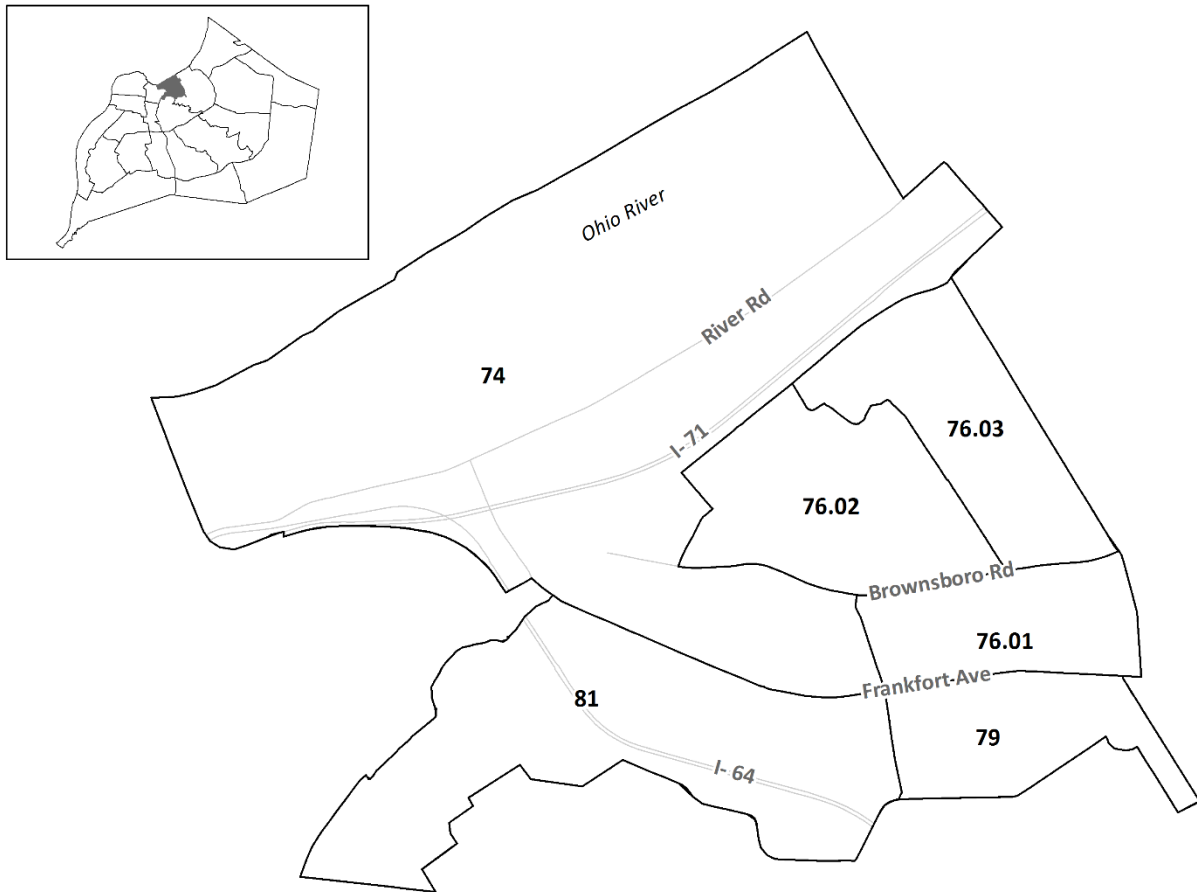 Ohio River
River Rd
74
I-71
76.03
76.02
Brownsboro Rd
76.01
Frankfort Ave
81
79
I-64